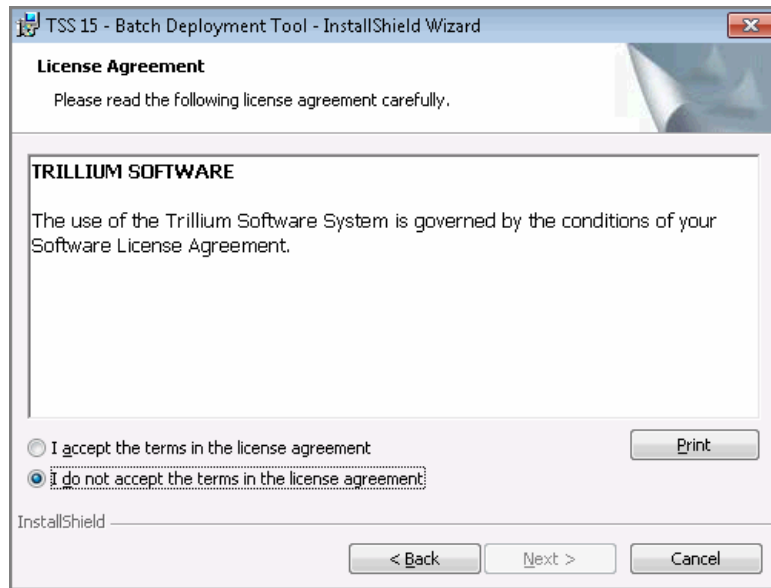 TSS 15 - Batch Deployment Tool - InstallShield Wizard
License Agreement
Please read the following license agreement carefully.
TRILLIUM SOFTWARE
The use of the Trillium Software System is governed by the conditions of your
Software License Agreement.
I accept the terms in the license agreement
Print
I do not accept the terms in the license agreement
InstallShield
< Back
Next >
Cancel